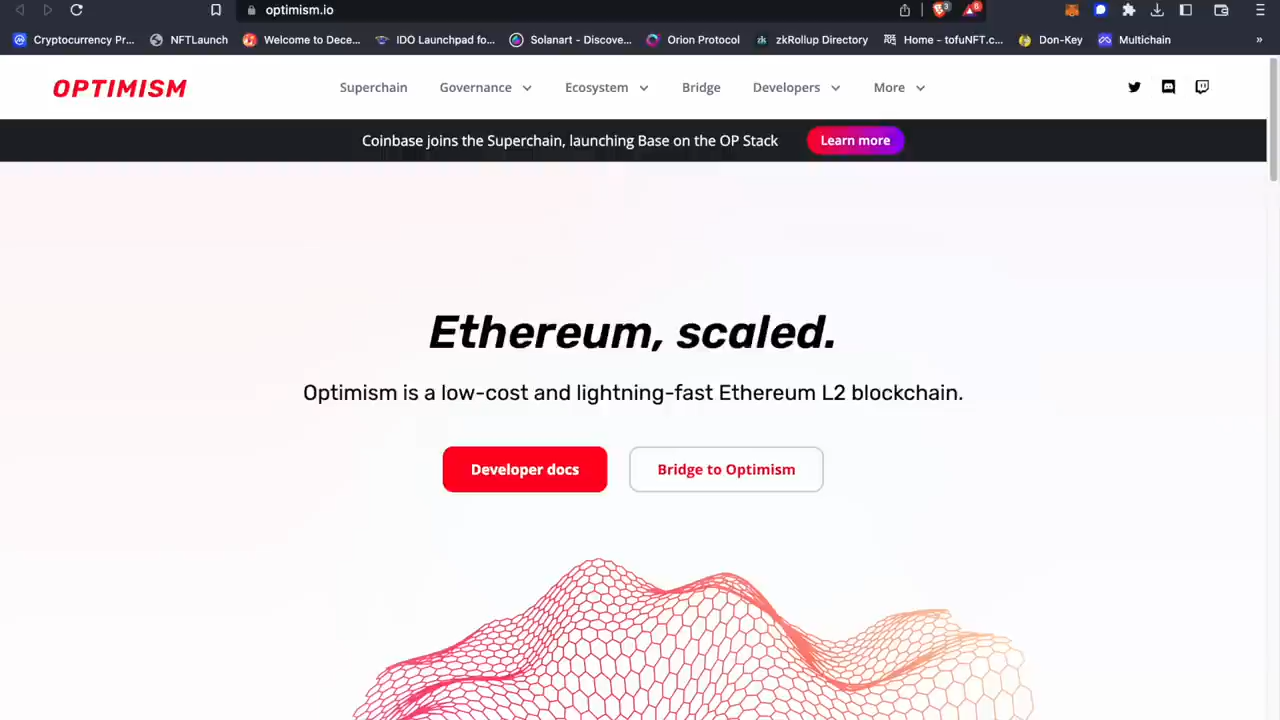 optimism.io
3
6
Cryptocurrency Pr... NFTLaunch Welcome to Dece... IDO Launchpad fo... Solanart - Discove... Orion Protocol zk zkRollup Directory Home - tofuNFT.c... Don-Key Multichain »
OPTIMISM Superchain Governance Ecosystem Bridge Developers More
Coinbase joins the Superchain, launching Base on the OP Stack Learn more
Ethereum, scaled.
Optimism is a low-cost and lightning-fast Ethereum L2 blockchain.
Developer docs Bridge to Optimism